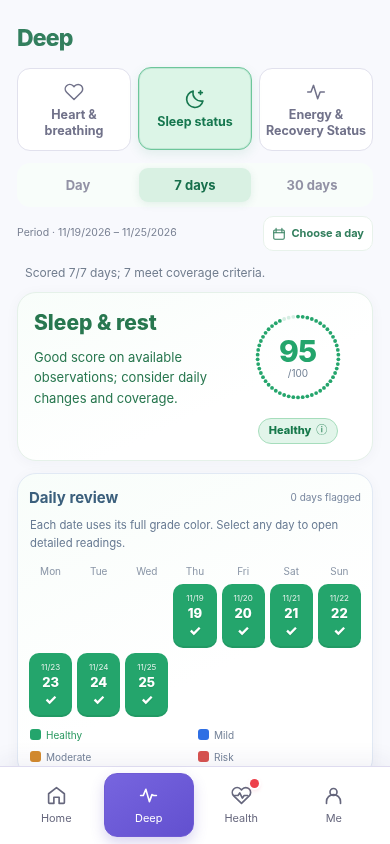 Deep
Heart &
breathing
Sleep status
Energy &
Recovery Status
Day
7 days
30 days
Period · 11/19/2026 – 11/25/2026
Choose a day
Scored 7/7 days; 7 meet coverage criteria.
Sleep & rest
Good score on available
observations; consider daily
changes and coverage.
95
/100
Healthy
Daily review
0 days flagged
Each date uses its full grade color. Select any day to open
detailed readings.
Mon Tue Wed Thu Fri Sat Sun
11/19 11/20 11/21 11/22
19 20 21 22
11/23 11/24 11/25
23 24 25
Healthy
Mild
Moderate
Risk
Home
Deep
Health
Me